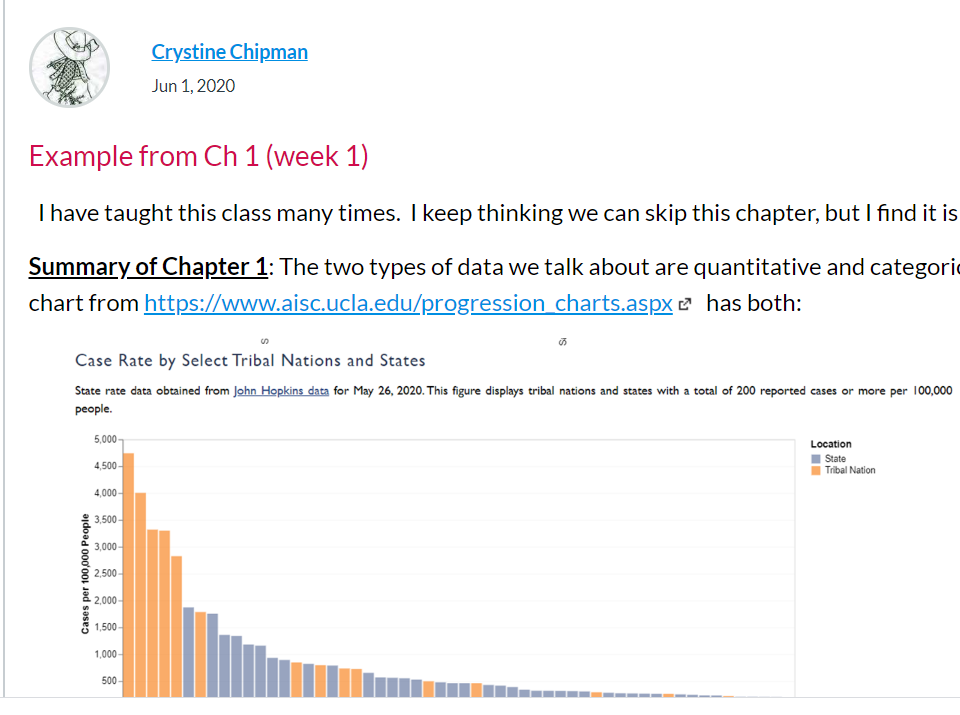 Crystine Chipman
Jun 1, 2020
Example from Ch 1 (week 1)
I have taught this class many times.  I keep thinking we can skip this chapter, but I find it is
Summary of Chapter 1: The two types of data we talk about are quantitative and
chart from https://www.aisc.ucla.edu/progression_charts.aspx has both:
Case Rate by Select Tribal Nations and States
State rate data obtained from John Hopkins data for May 26, 2020. This figure displays tribal nations and states with a total of 200 reported cases or more per 100,000
people.
Cases per 100,000 People
5,000
4,500
4,000
3,500
3,000
2,500
2,000
1,500
1,000
500
Location
State
Tribal Nation